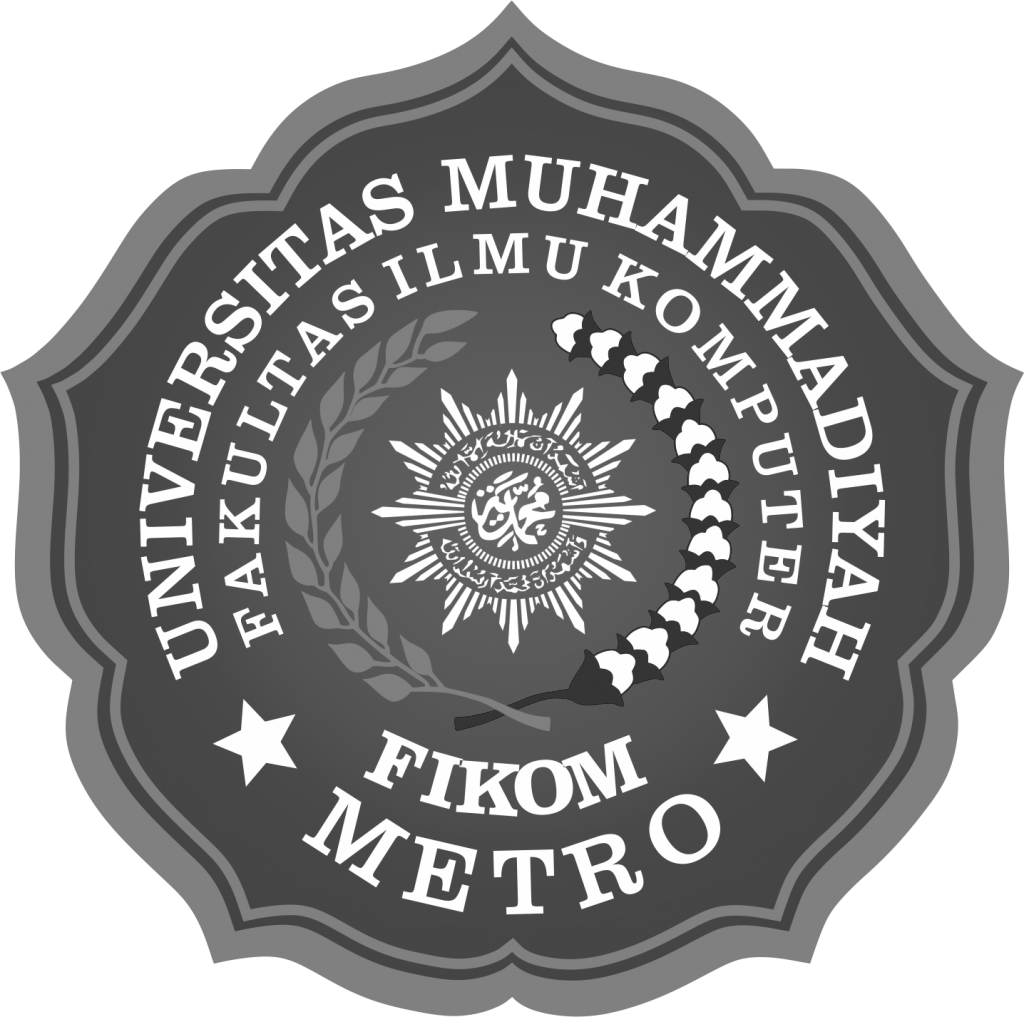 UNIVERSITAS MUHAMMADIYAH
FAKULTAS ILMU KOMPUTER
FIKOM
METRO